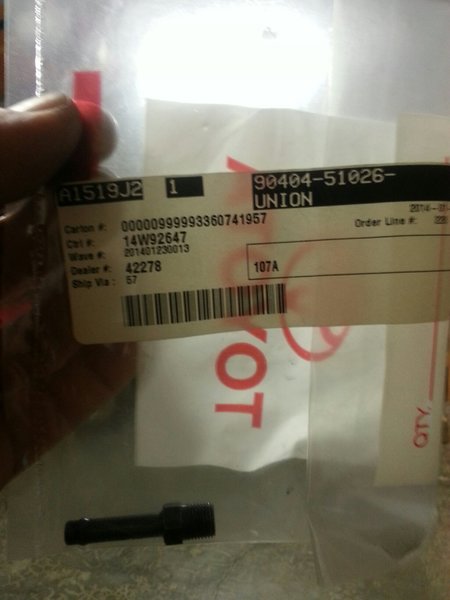 A1519J2 1 90404-51026-
UNION
Carton #: 00000999993360741957
Ctrl #: 14W92647
Wave #: 201401230013
Dealer #: 42278
Ship Via : 57
Order Line #:
107A
TOYOT
QTY.